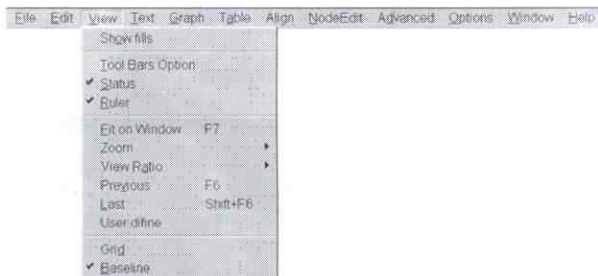 File Edit View Text Graph Table Align NodeEdit Advanced Options Window Help
Show fills
Tool Bars Option
✔ Status
✔ Ruler
Fit on Window F7
Zoom
View Ratio
Previous F6
Last Shift+F6
User difine
Grid
✔ Baseline